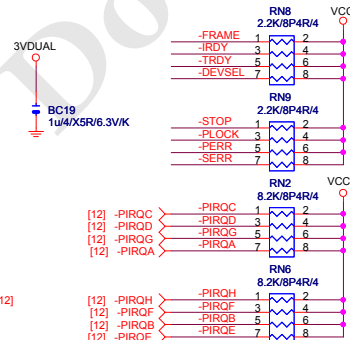 RN8
2.2K/8P4R/4
VCC
-FRAME 1 2
-IRDY 3 4
-TRDY 5 6
-DEVSEL 7 8
3VDUAL
BC19
1u/4/X5R/6.3V/K
RN9
2.2K/8P4R/4
-STOP 1 2
-PLOCK 3 4
-PERR 5 6
-SERR 7 8
RN2
8.2K/8P4R/4
VCC
[12] -PIRQC -PIRQC 1 2
[12] -PIRQD -PIRQD 3 4
[12] -PIRQG -PIRQG 5 6
[12] -PIRQA -PIRQA 7 8
RN6
8.2K/8P4R/4
12]
[12] -PIRQH -PIRQH 1 2
[12] -PIRQF -PIRQF 3 4
[12] -PIRQB -PIRQB 5 6
[12] -PIRQE -PIRQE 7 8